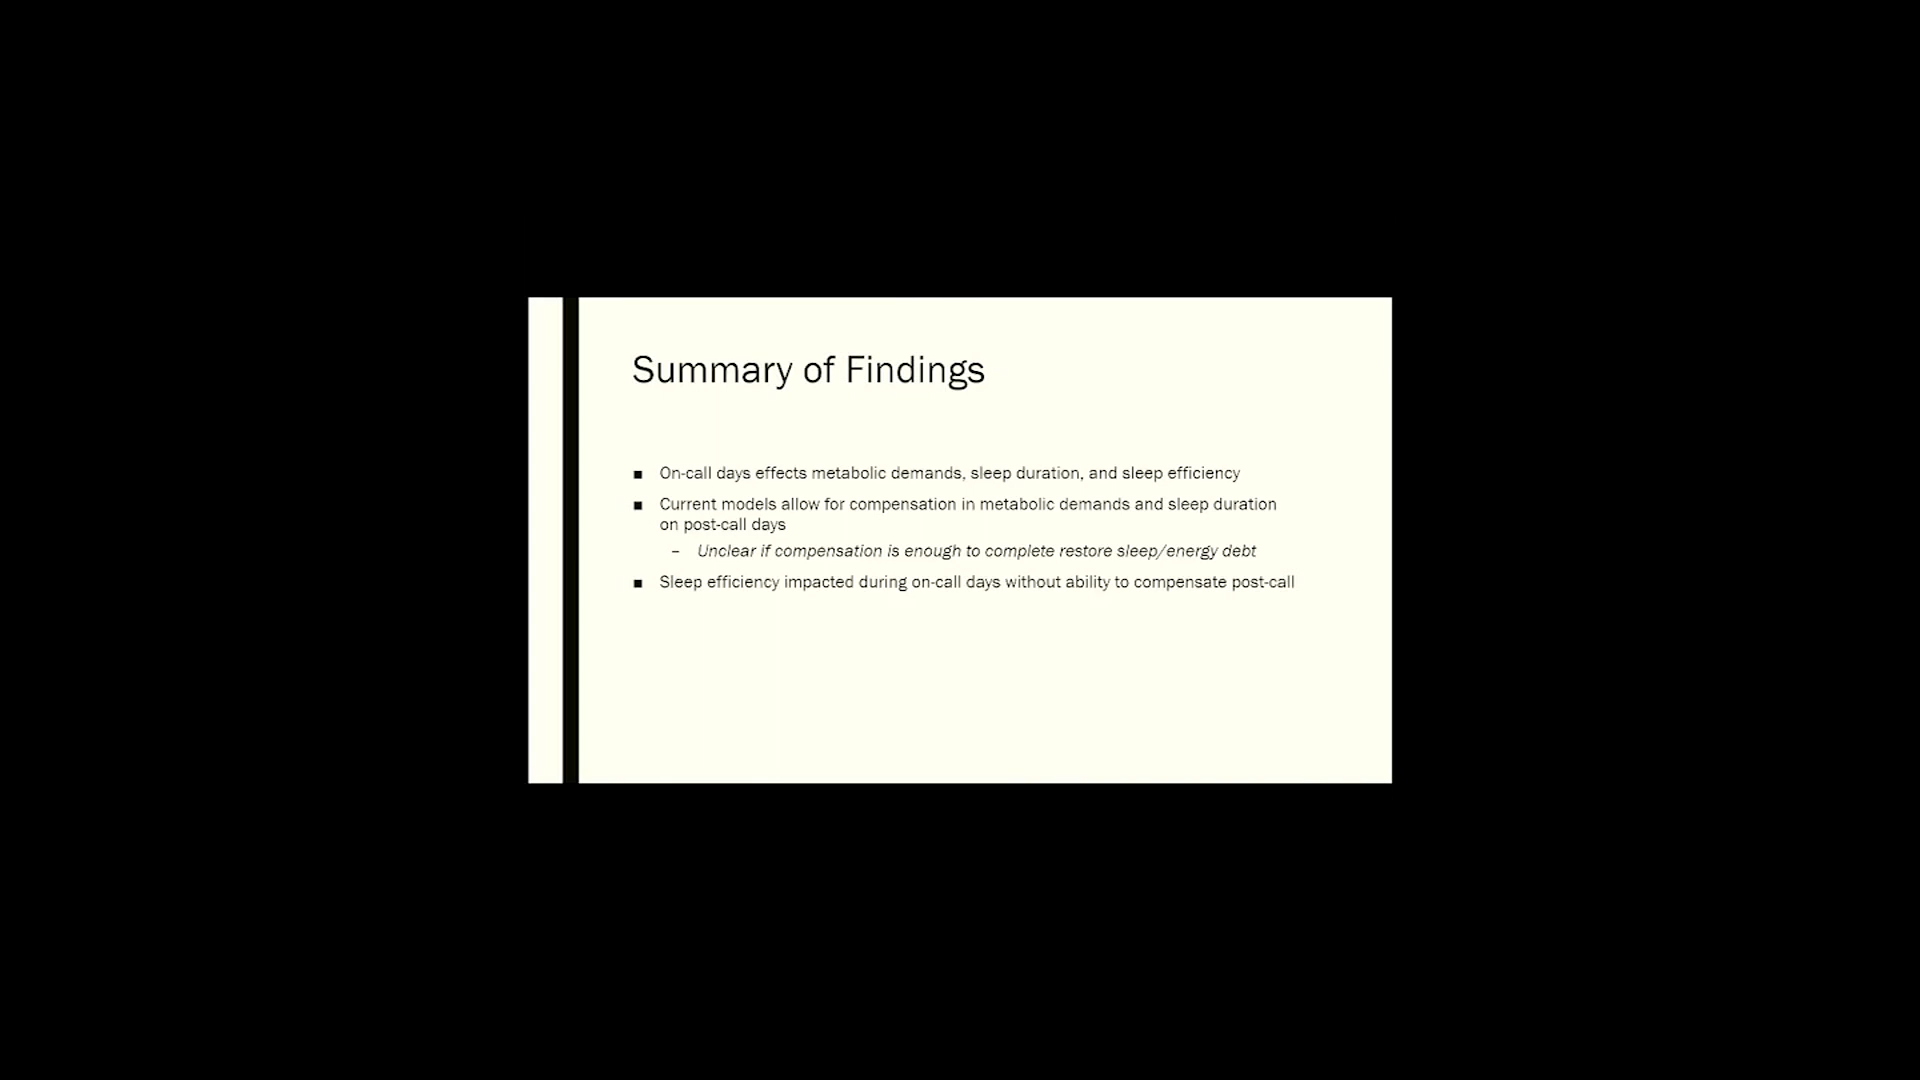 Summary of Findings
■ On-call days effects metabolic demands, sleep duration, and sleep efficiency
■ Current models allow for compensation in metabolic demands and sleep duration
on post-call days
– Unclear if compensation is enough to complete restore sleep/energy debt
■ Sleep efficiency impacted during on-call days without ability to compensate post-call